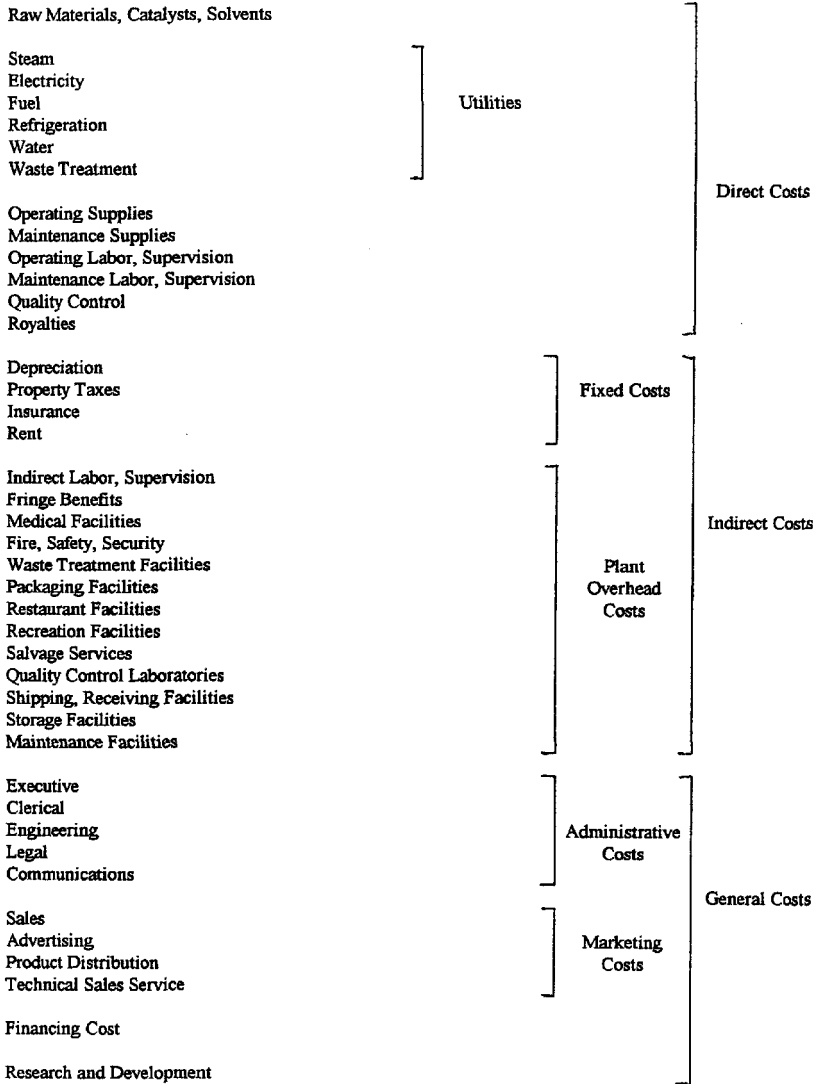 Raw Materials, Catalysts, Solvents
Steam
Electricity
Fuel
Refrigeration
Water
Waste Treatment
Utilities
Operating Supplies
Maintenance Supplies
Operating Labor, Supervision
Maintenance Labor, Supervision
Quality Control
Royalties
Direct Costs
Depreciation
Property Taxes
Insurance
Rent
Fixed Costs
Indirect Labor, Supervision
Fringe Benefits
Medical Facilities
Fire, Safety, Security
Waste Treatment Facilities
Packaging Facilities
Restaurant Facilities
Recreation Facilities
Salvage Services
Quality Control Laboratories
Shipping, Receiving Facilities
Storage Facilities
Maintenance Facilities
Plant
Overhead
Costs
Indirect Costs
Executive
Clerical
Engineering
Legal
Communications
Administrative
Costs
Sales
Advertising
Product Distribution
Technical Sales Service
Marketing
Costs
Financing Cost
Research and Development
General Costs